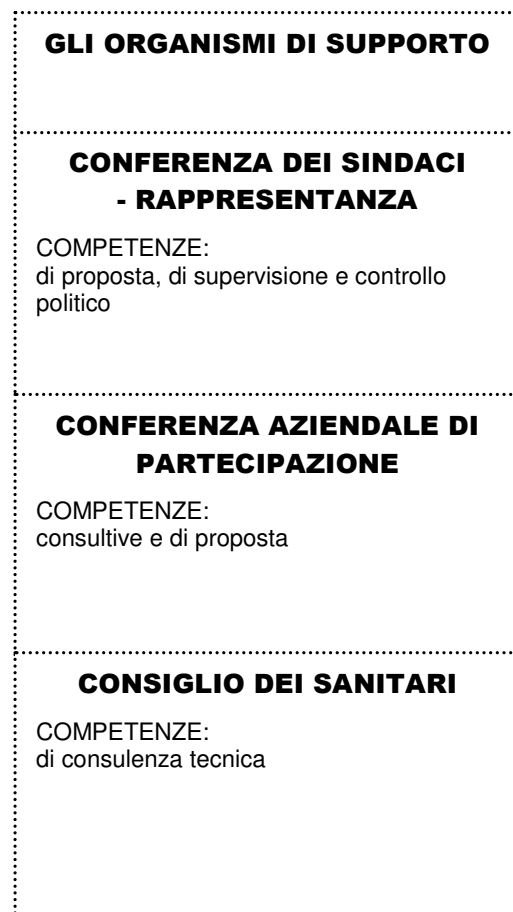 GLI ORGANISMI DI SUPPORTO
CONFERENZA DEI SINDACI
- RAPPRESENTANZA
COMPETENZE:
di proposta, di supervisione e controllo
politico
CONFERENZA AZIENDALE DI
PARTECIPAZIONE
COMPETENZE:
consultive e di proposta
CONSIGLIO DEI SANITARI
COMPETENZE:
di consulenza tecnica